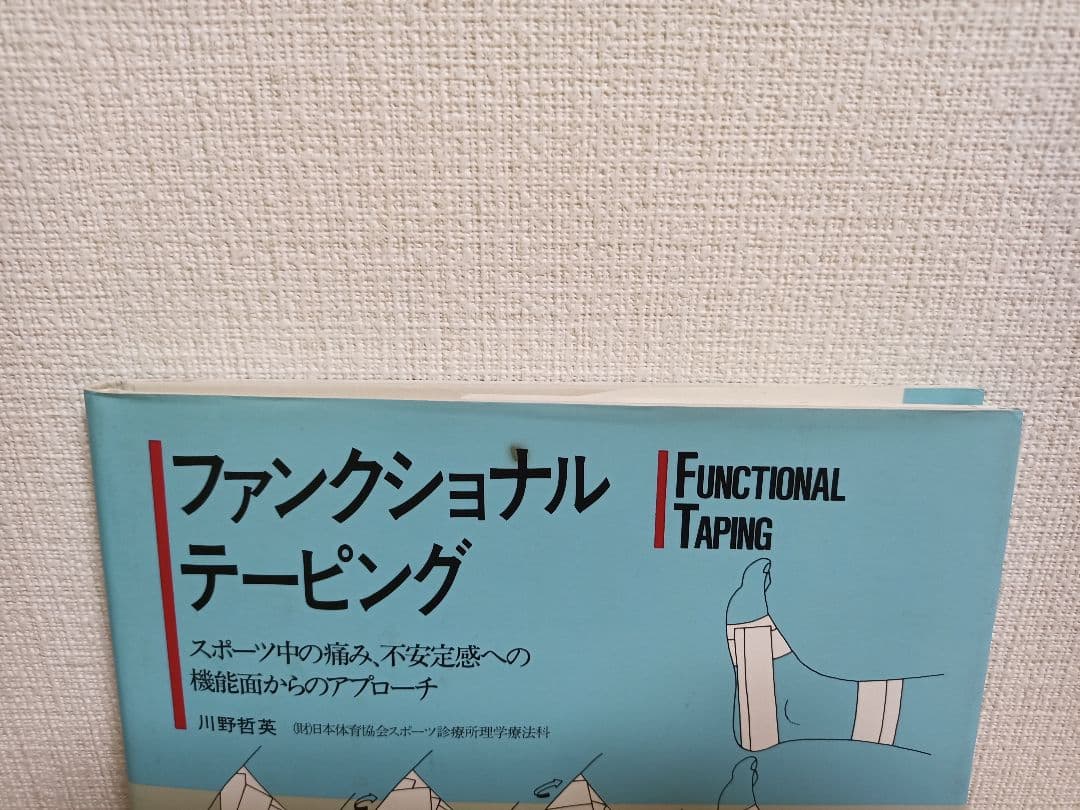 ファンクショナル
テーピング
FUNCTIONAL
TAPING
スポーツ中の痛み、不安定感への
機能面からのアプローチ
川野哲英 (財)日本体育協会スポーツ診療所理学療法科